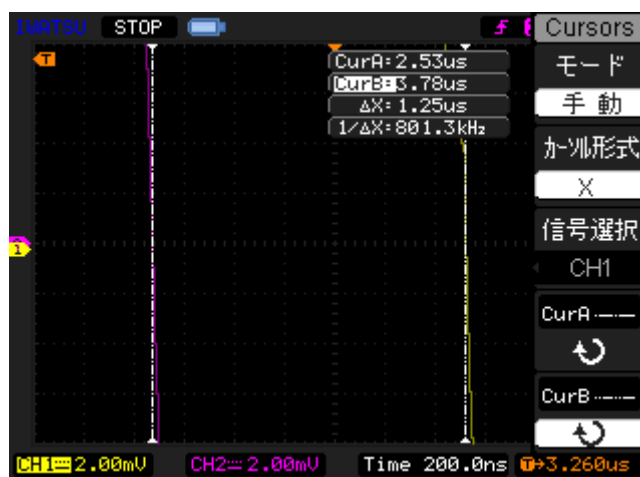 IWATSU STOP
Cursors
T
CurA=2.53us
CurB=3.78us
ΔX=1.25us
1/ΔX=801.3kHz
モード
手動
カーソル形式
X
信号選択
CH1
1
CurA
CurB
CH1 2.00mV CH2 2.00mV Time 200.0ns T→3.260us